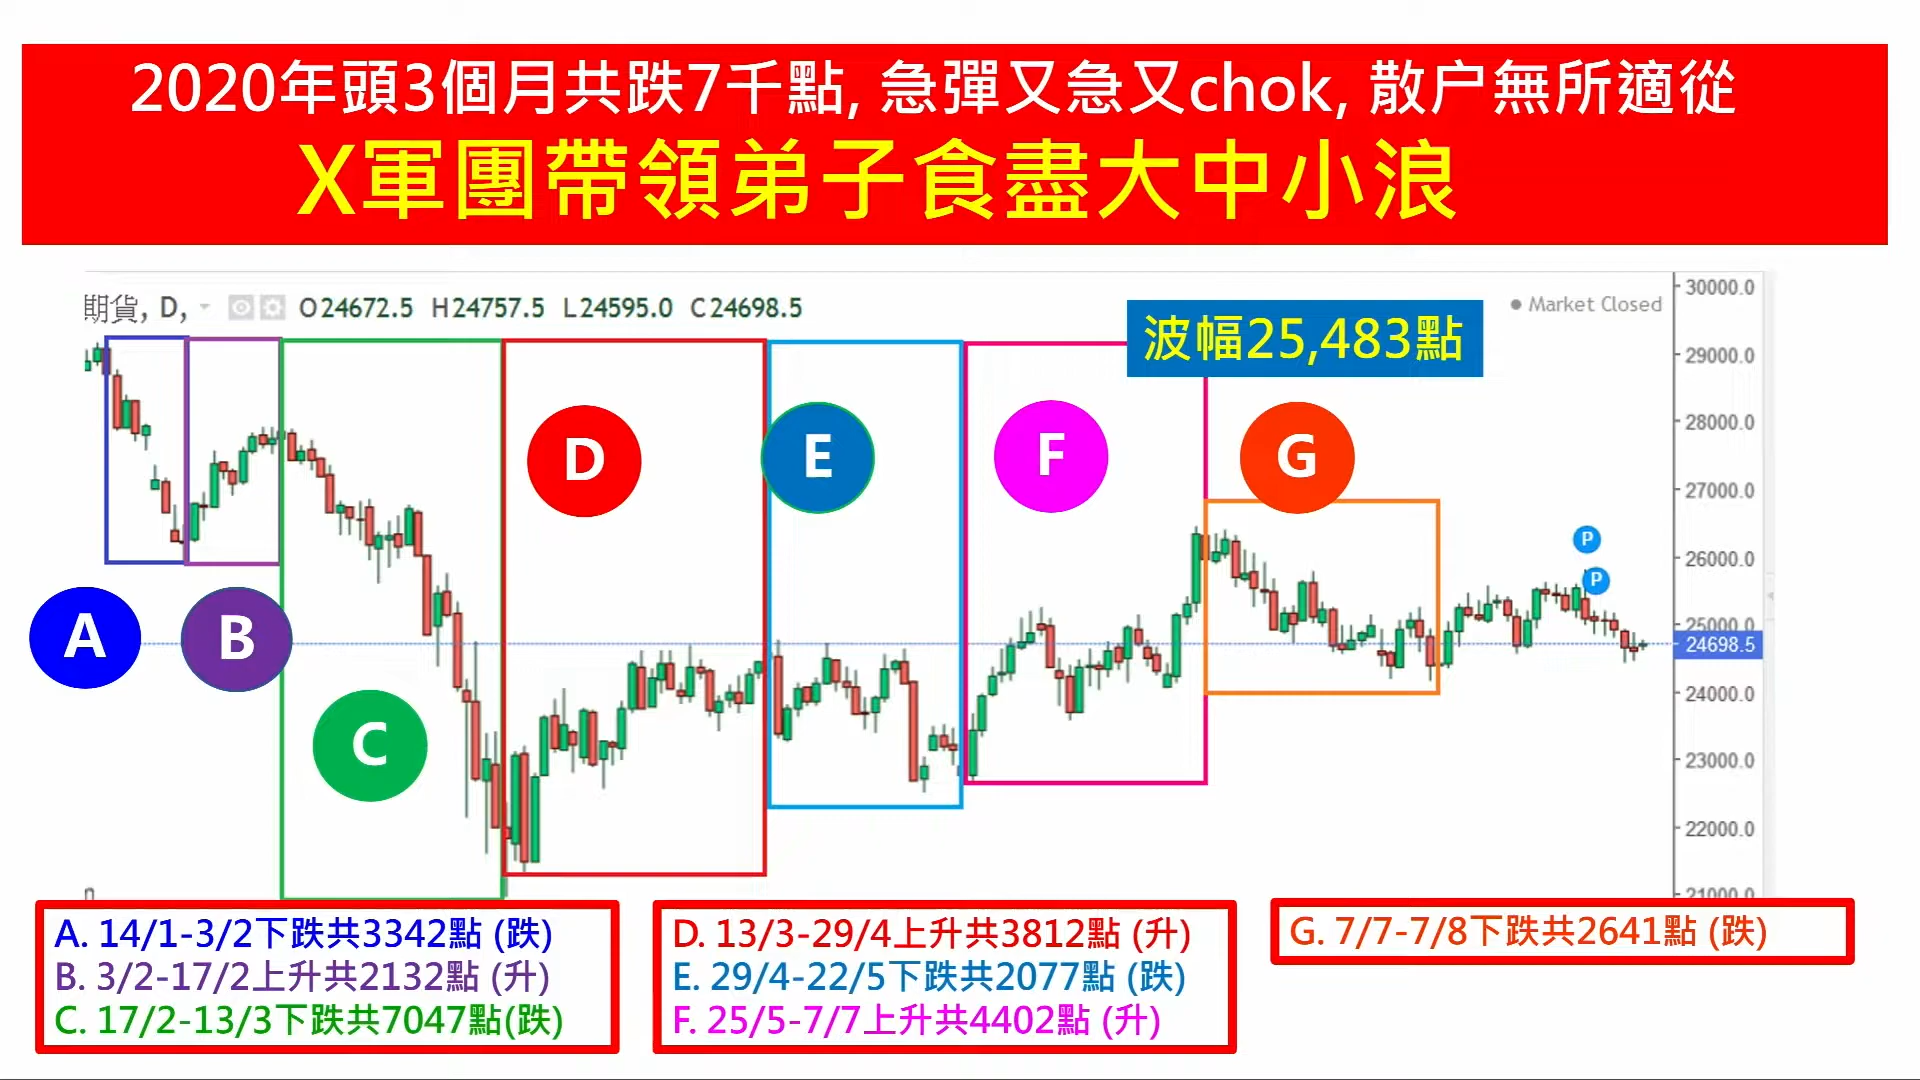 2020年頭3個月共跌7千點, 急彈又急又chok, 散户無所適從
X軍團帶領弟子食盡大中小浪
期貨, D, O24672.5 H24757.5 L24595.0 C24698.5
波幅25,483點
Market Closed
30000.0
29000.0
28000.0
27000.0
26000.0
25000.0
24698.5
24000.0
23000.0
22000.0
21000.0
A
B
C
D
E
F
G
P
P
A. 14/1-3/2下跌共3342點 (跌)
B. 3/2-17/2上升共2132點 (升)
C. 17/2-13/3下跌共7047點(跌)
D. 13/3-29/4上升共3812點 (升)
E. 29/4-22/5下跌共2077點 (跌)
F. 25/5-7/7上升共4402點 (升)
G. 7/7-7/8下跌共2641點 (跌)